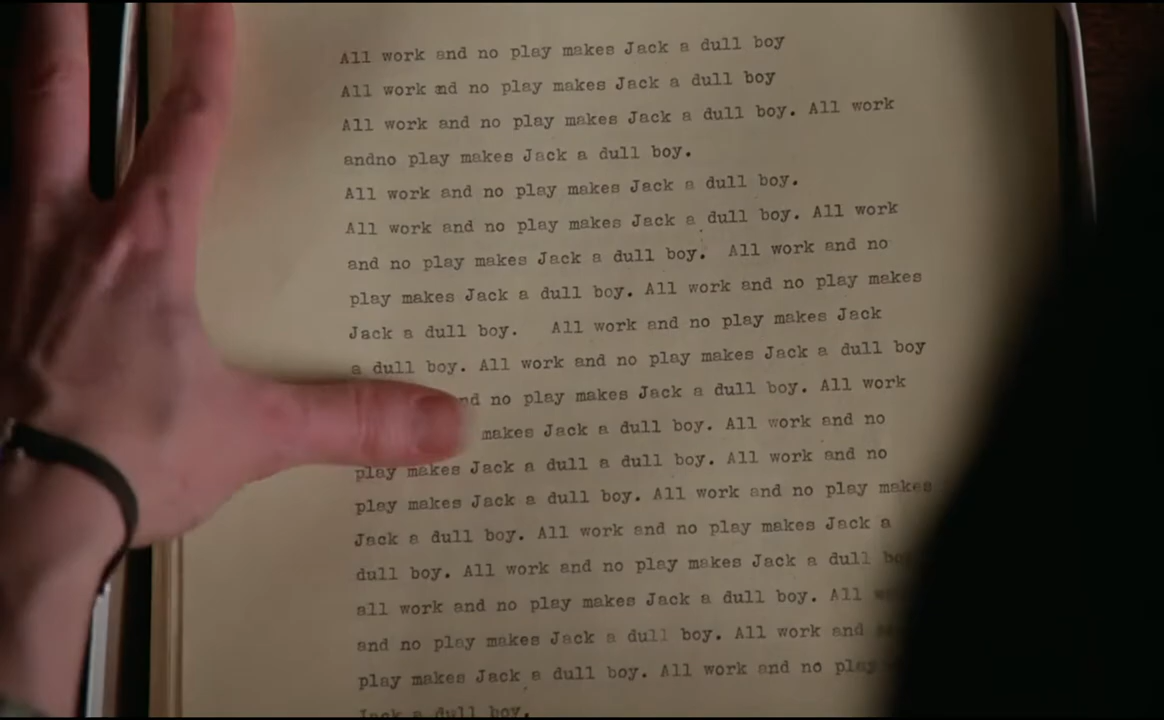 All work and no play makes Jack a dull boy
All work and no play makes Jack a dull boy
All work and no play makes Jack a dull boy. All work
andno play makes Jack a dull boy.
All work and no play makes Jack a dull boy.
All work and no play makes Jack a dull boy. All work
and no play makes Jack a dull boy. All work and no
play makes Jack a dull boy. All work and no play makes
Jack a dull boy. All work and no play makes Jack
a dull boy. All work and no play makes Jack a dull boy
no play makes Jack a dull boy. All work
makes Jack a dull boy. All work and no
play makes Jack a dull a dull boy. All work and no
play makes Jack a dull boy. All work and no play makes
Jack a dull boy. All work and no play makes Jack a
dull boy. All work and no play makes Jack a dull
all work and no play makes Jack a dull boy. All
and no play makes Jack a dull boy. All work and
play makes Jack a dull boy. All work and no play
Jack a dull boy.